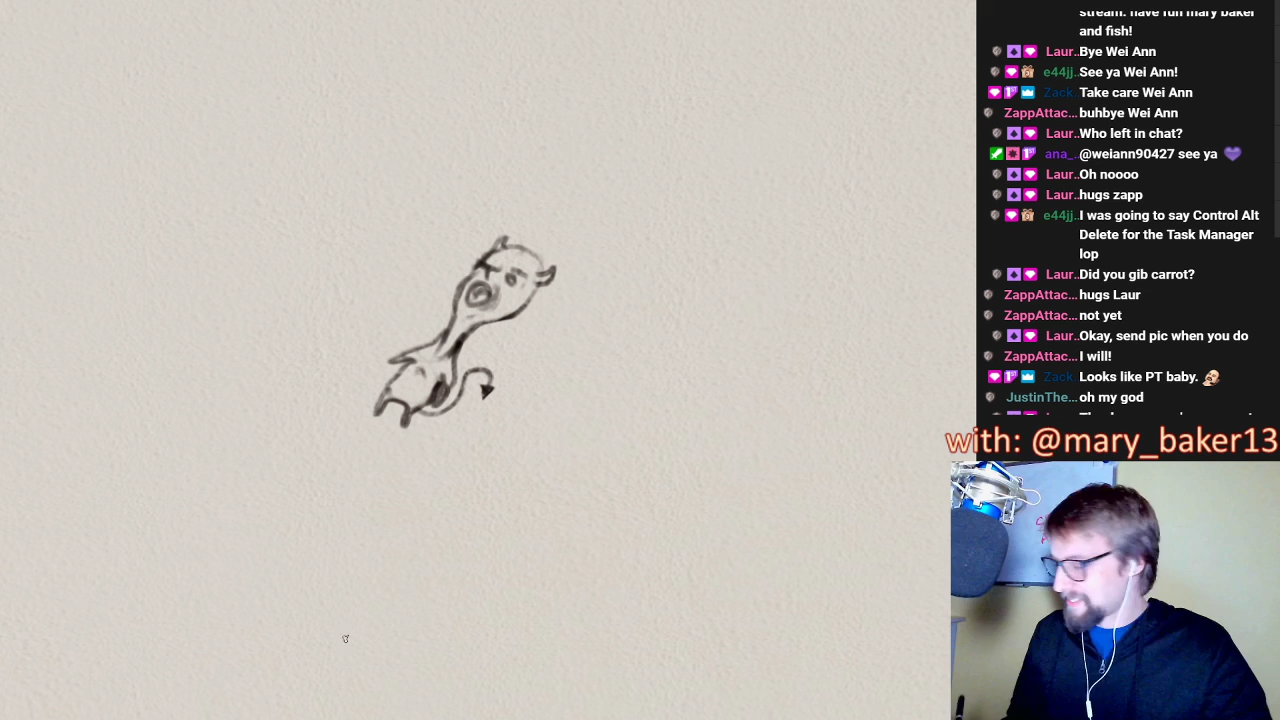 stream. have fun mary baker
and fish!
Laur.. Bye Wei Ann
e44jj.. See ya Wei Ann!
Zack. Take care Wei Ann
ZappAttac... buhbye Wei Ann
Laur.. Who left in chat?
ana_.. @weiann90427 see ya
Laur.. Oh noooo
Laur.. hugs zapp
e44jj.. I was going to say Control Alt
Delete for the Task Manager
lop
Laur.. Did you gib carrot?
ZappAttac... hugs Laur
ZappAttac... not yet
Laur.. Okay, send pic when you do
ZappAttac... I will!
Zack. Looks like PT baby.
JustinThe... oh my god
with: @mary_baker13